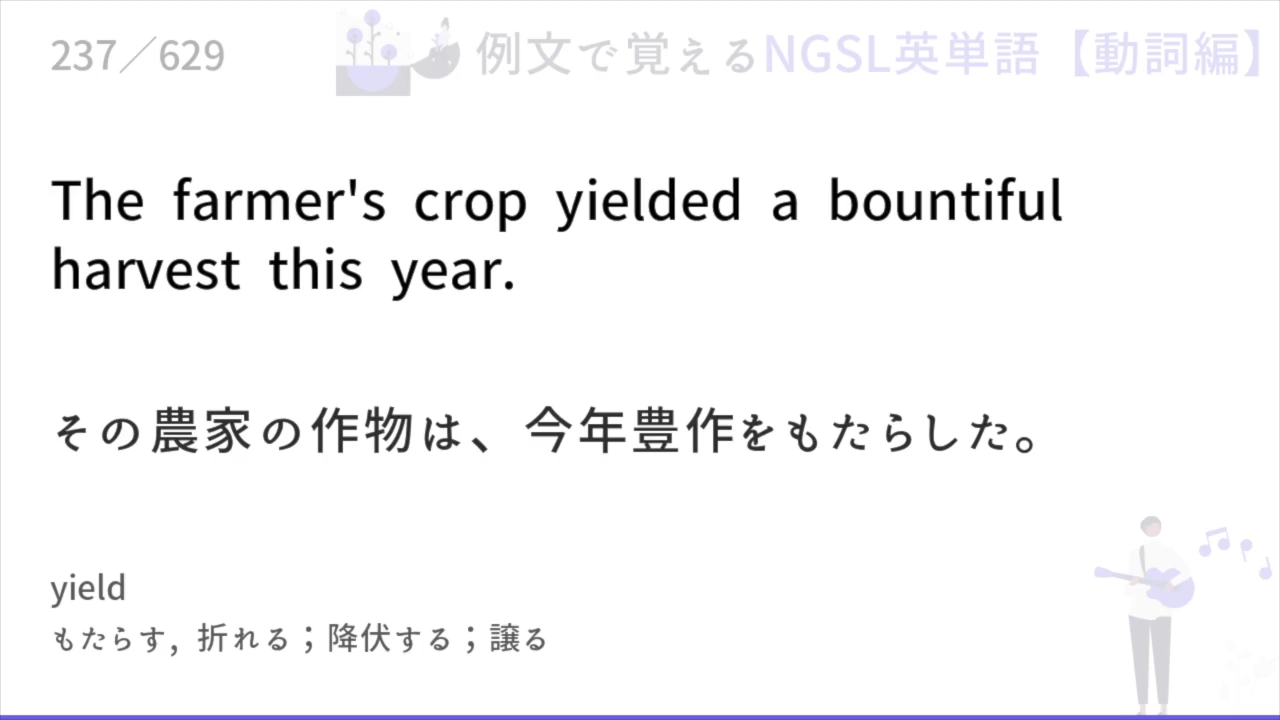 237／629
例文で覚えるNGSL英単語【動詞編】
The farmer's crop yielded a bountiful
harvest this year.
その農家の作物は、今年豊作をもたらした。
yield
もたらす, 折れる；降伏する；譲る